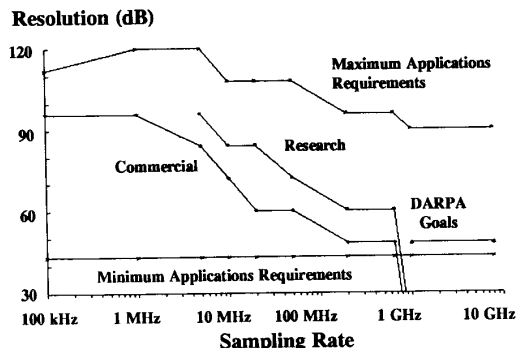 Resolution (dB)
120
Maximum Applications
Requirements
90
Research
Commercial
DARPA
Goals
60
Minimum Applications Requirements
30
100 kHz 1 MHz 10 MHz 100 MHz 1 GHz 10 GHz
Sampling Rate